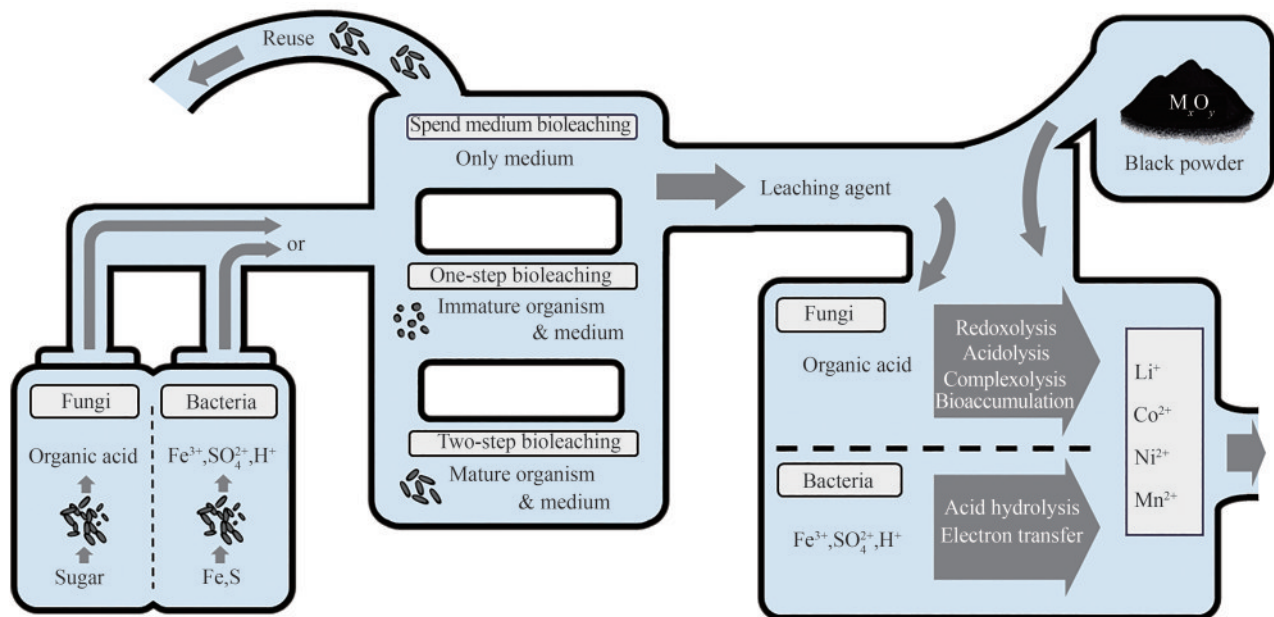 Reuse
Spend medium bioleaching
Only medium
One-step bioleaching
Immature organism
& medium
Two-step bioleaching
Mature organism
& medium
or
Fungi
Organic acid
Sugar
Bacteria
Fe³⁺,SO₄²⁺,H⁺
Fe,S
Leaching agent
MₓOᵧ
Black powder
Fungi
Organic acid
Redoxolysis
Acidolysis
Complexolysis
Bioaccumulation
Bacteria
Fe³⁺,SO₄²⁺,H⁺
Acid hydrolysis
Electron transfer
Li⁺
Co²⁺
Ni²⁺
Mn²⁺